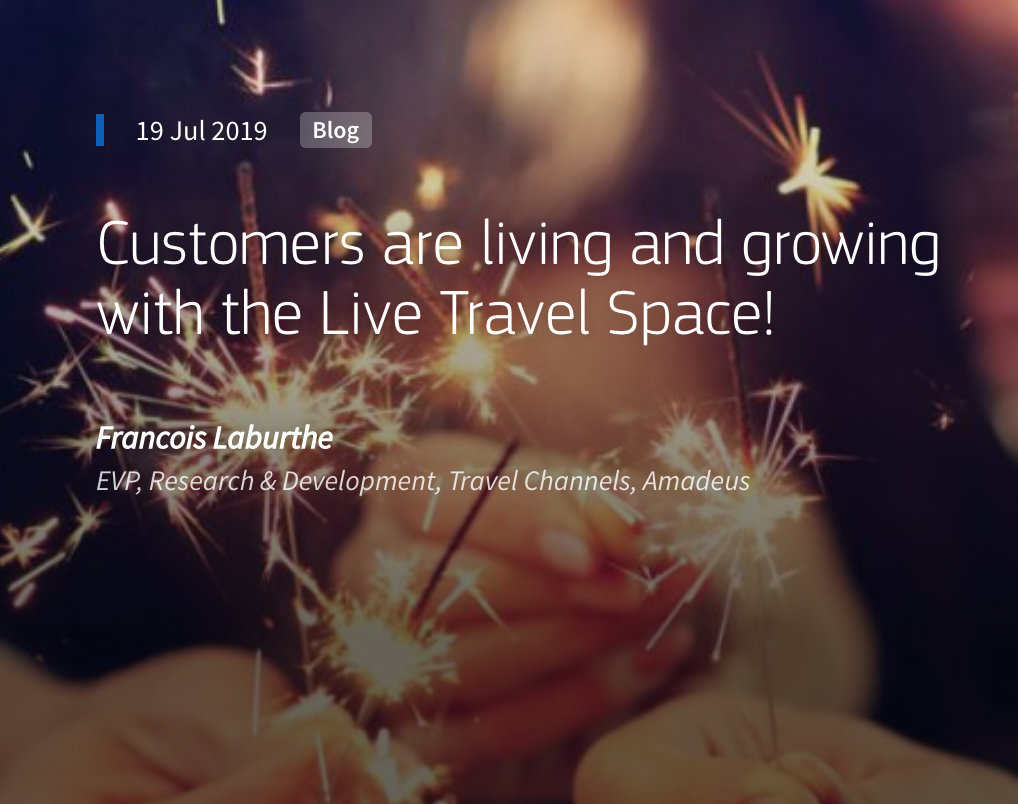 19 Jul 2019 Blog
Customers are living and growing
with the Live Travel Space!
Francois Laburthe
EVP, Research & Development, Travel Channels, Amadeus